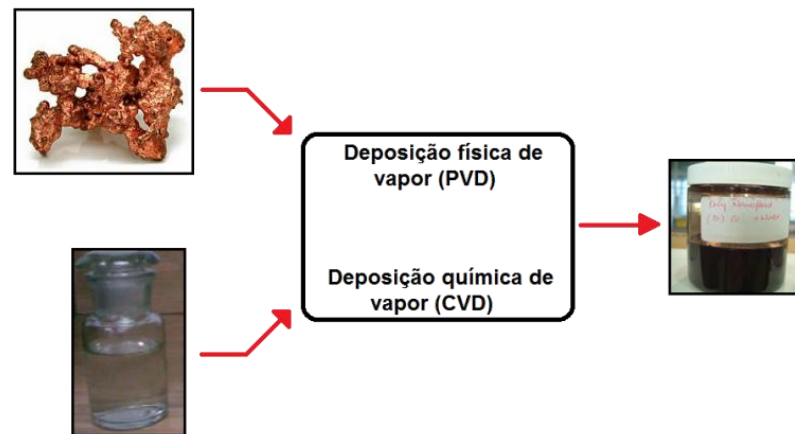 Deposição física de
vapor (PVD)
Deposição química de
vapor (CVD)